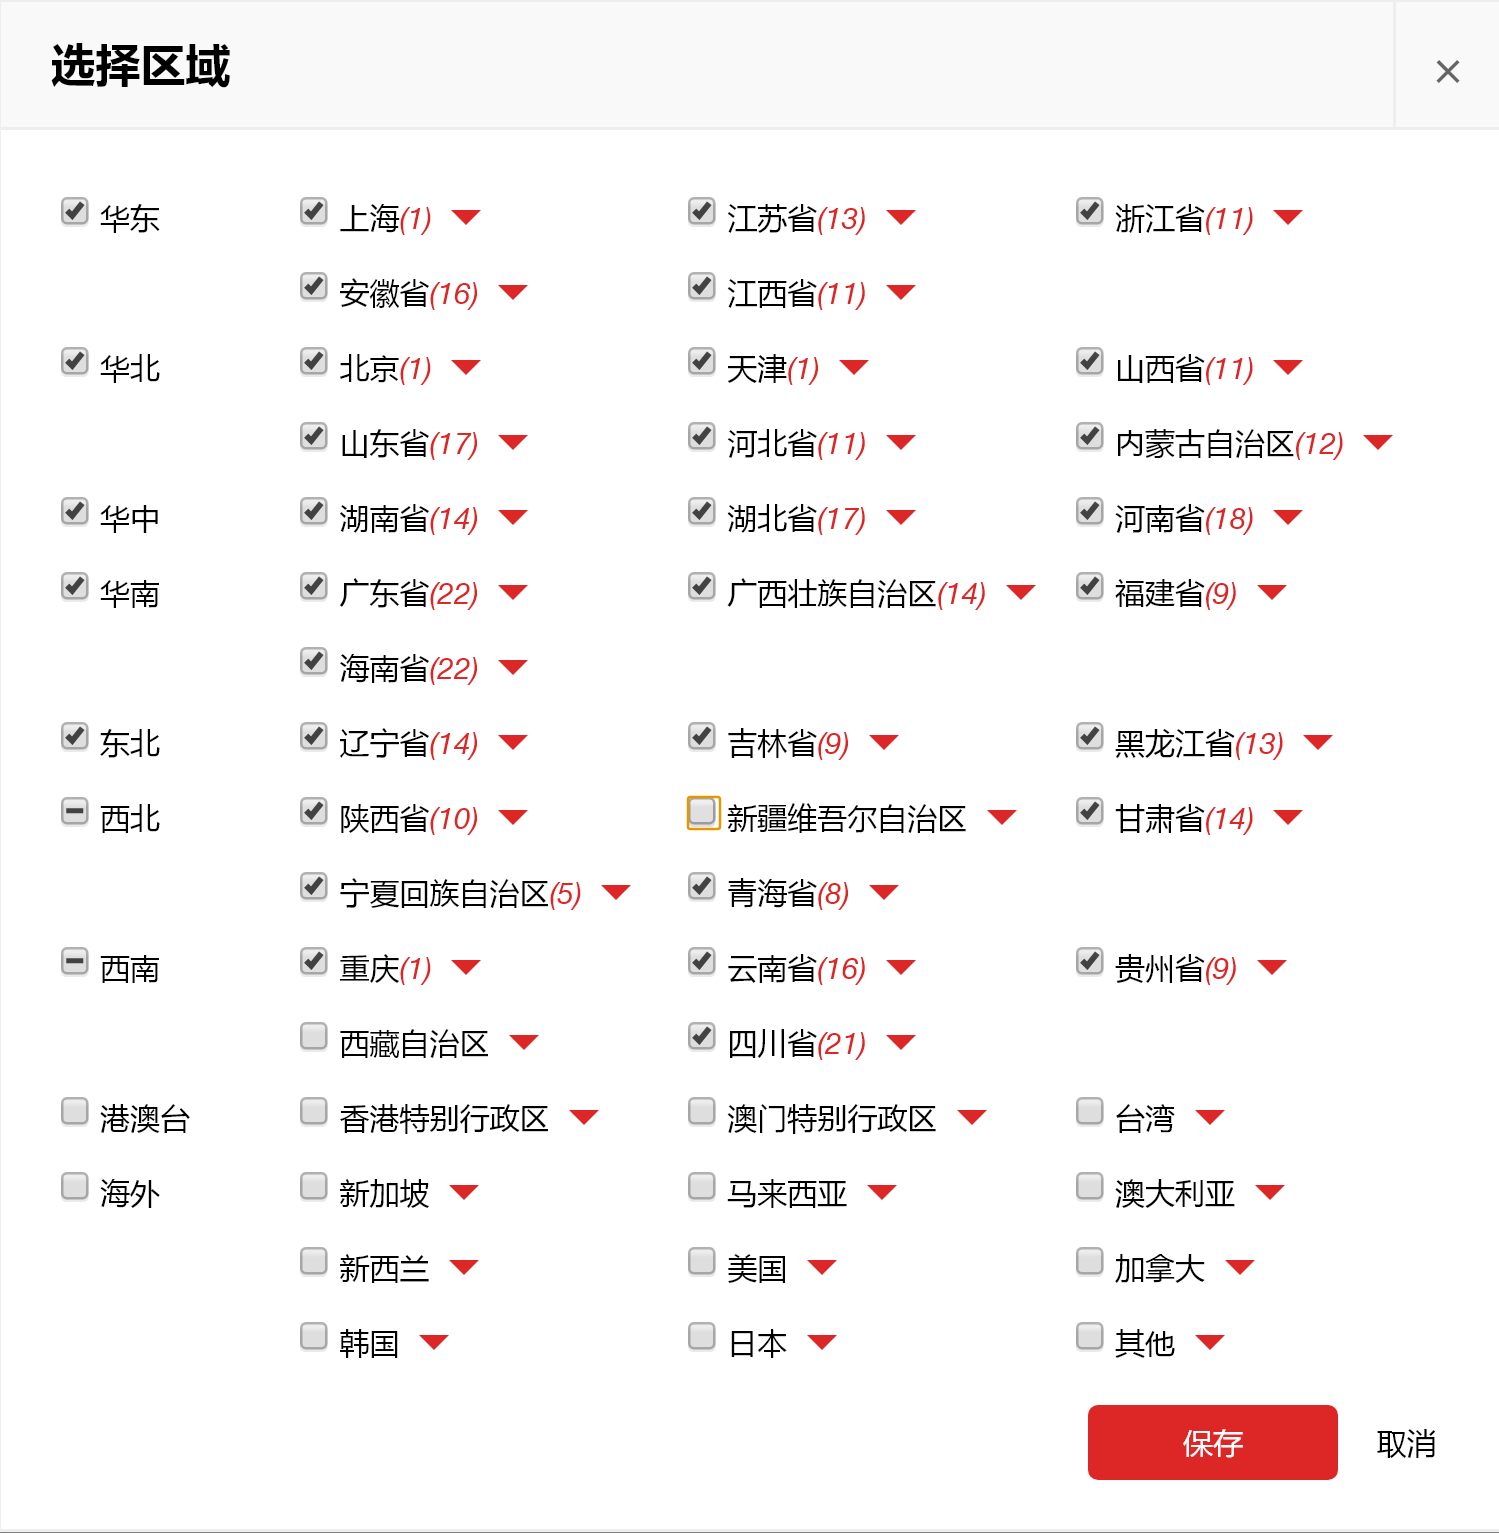 选择区域
华东 上海(1) 江苏省(13) 浙江省(11)
安徽省(16) 江西省(11)
华北 北京(1) 天津(1) 山西省(11)
山东省(17) 河北省(11) 内蒙古自治区(12)
华中 湖南省(14) 湖北省(17) 河南省(18)
华南 广东省(22) 广西壮族自治区(14) 福建省(9)
海南省(22)
东北 辽宁省(14) 吉林省(9) 黑龙江省(13)
西北 陕西省(10) 新疆维吾尔自治区 甘肃省(14)
宁夏回族自治区(5) 青海省(8)
西南 重庆(1) 云南省(16) 贵州省(9)
西藏自治区 四川省(21)
港澳台 香港特别行政区 澳门特别行政区 台湾
海外 新加坡 马来西亚 澳大利亚
新西兰 美国 加拿大
韩国 日本 其他
保存 取消